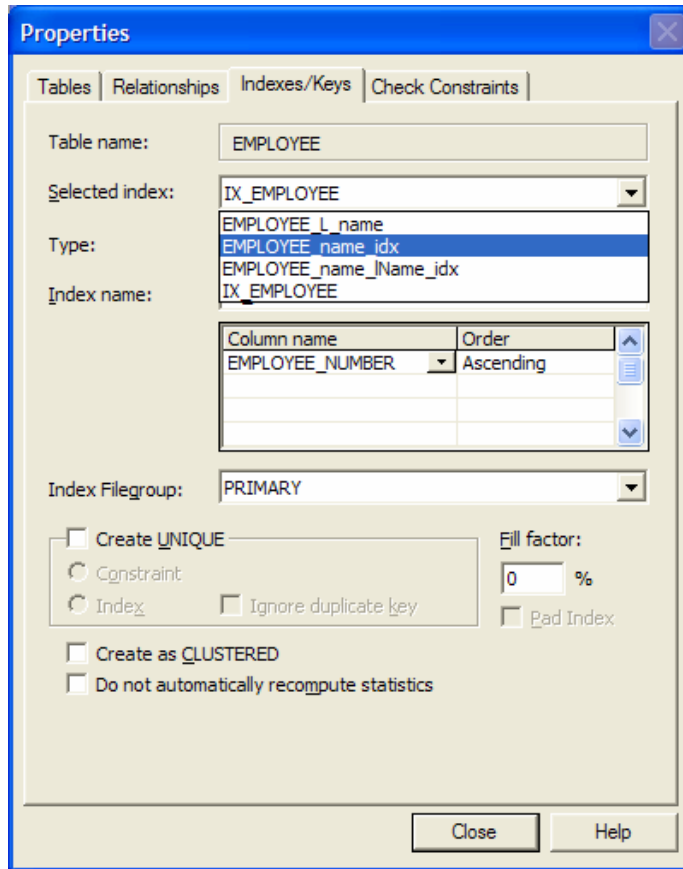 Properties
Tables Relationships Indexes/Keys Check Constraints
Table name: EMPLOYEE
Selected index: IX_EMPLOYEE
EMPLOYEE_L_name
Type: EMPLOYEE_name_idx
EMPLOYEE_name_lName_idx
Index name: IX_EMPLOYEE
Column name Order
EMPLOYEE_NUMBER Ascending
Index Filegroup: PRIMARY
Create UNIQUE Fill factor:
Constraint 0 %
Index Ignore duplicate key Pad Index
Create as CLUSTERED
Do not automatically recompute statistics
Close Help